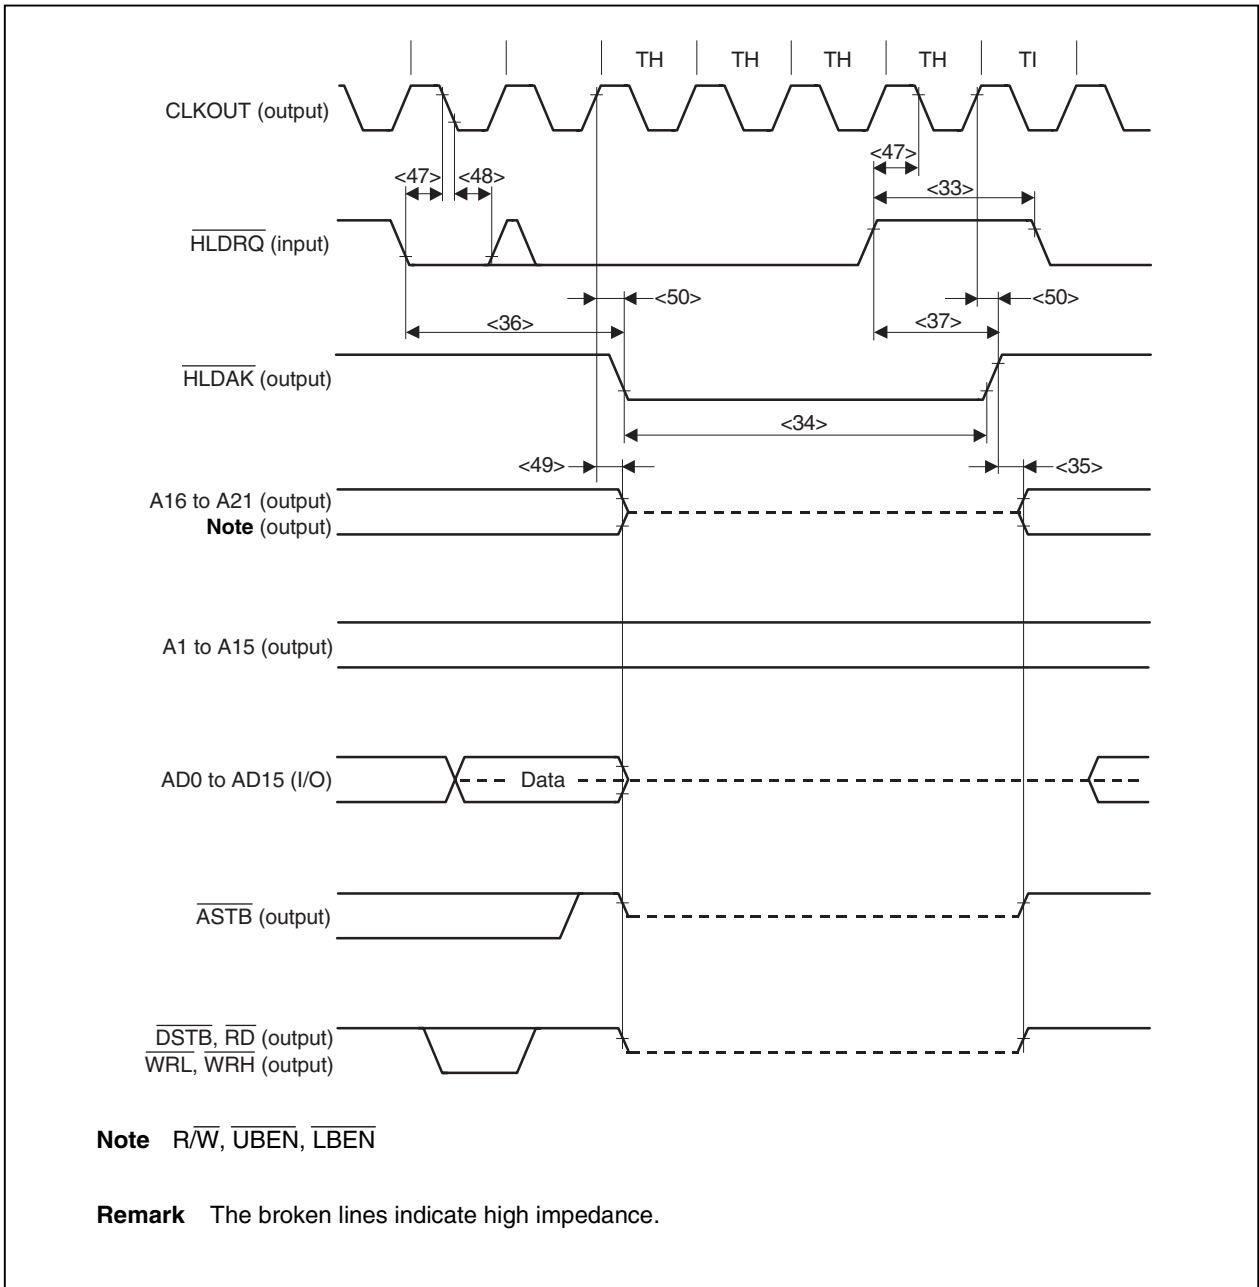 TH TH TH TH TI
CLKOUT (output)
<47>
<47> <48> <33>
HLDRQ (input)
<50> <50>
<36> <37>
HLDAK (output)
<34>
<49> <35>
A16 to A21 (output)
Note (output)
A1 to A15 (output)
AD0 to AD15 (I/O) Data
ASTB (output)
DSTB, RD (output)
WRL, WRH (output)
Note R/W, UBEN, LBEN
Remark The broken lines indicate high impedance.